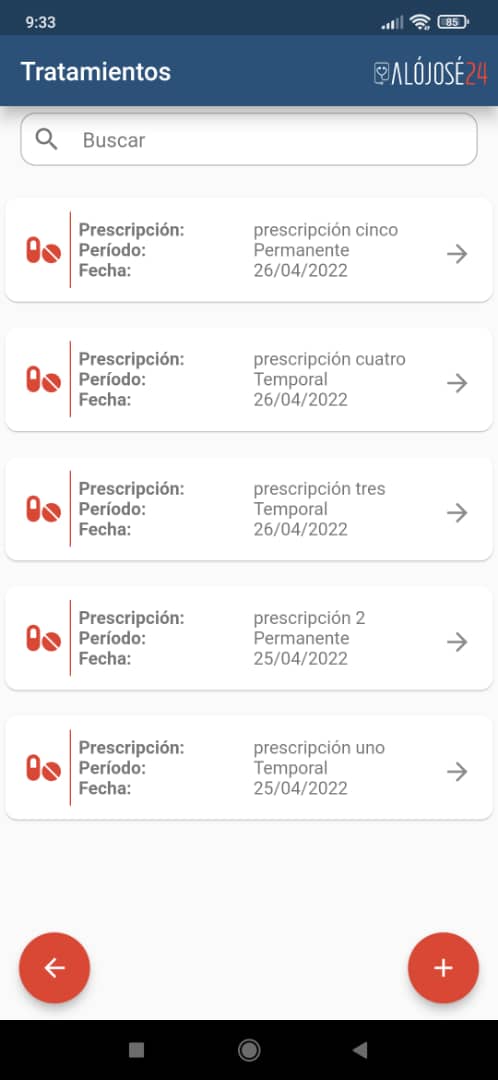 9:33
85
Tratamientos
ALÓJOSÉ24
Buscar
Prescripción: prescripción cinco
Período: Permanente
Fecha: 26/04/2022
Prescripción: prescripción cuatro
Período: Temporal
Fecha: 26/04/2022
Prescripción: prescripción tres
Período: Temporal
Fecha: 26/04/2022
Prescripción: prescripción 2
Período: Permanente
Fecha: 25/04/2022
Prescripción: prescripción uno
Período: Temporal
Fecha: 25/04/2022